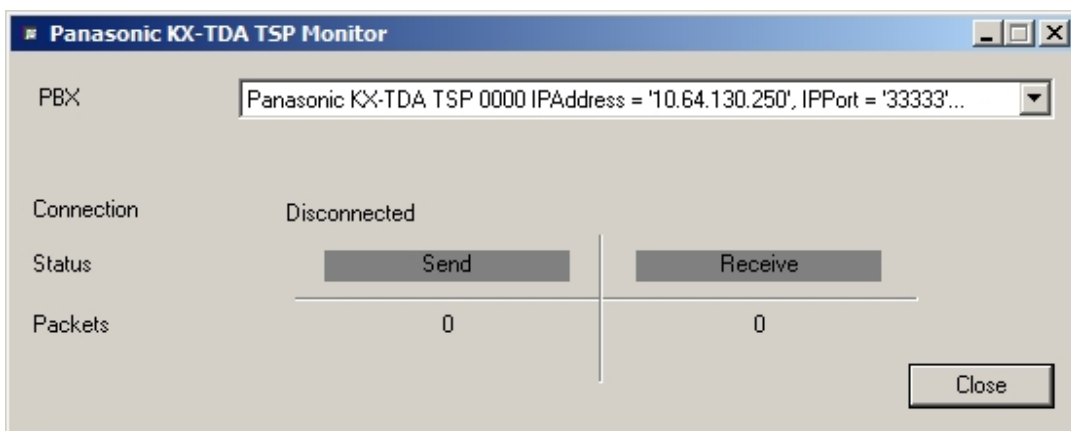 Panasonic KX-TDA TSP Monitor
PBX Panasonic KX-TDA TSP 0000 IPAddress = '10.64.130.250', IPPort = '33333'...
Connection Disconnected
Status Send Receive
Packets 0 0
Close